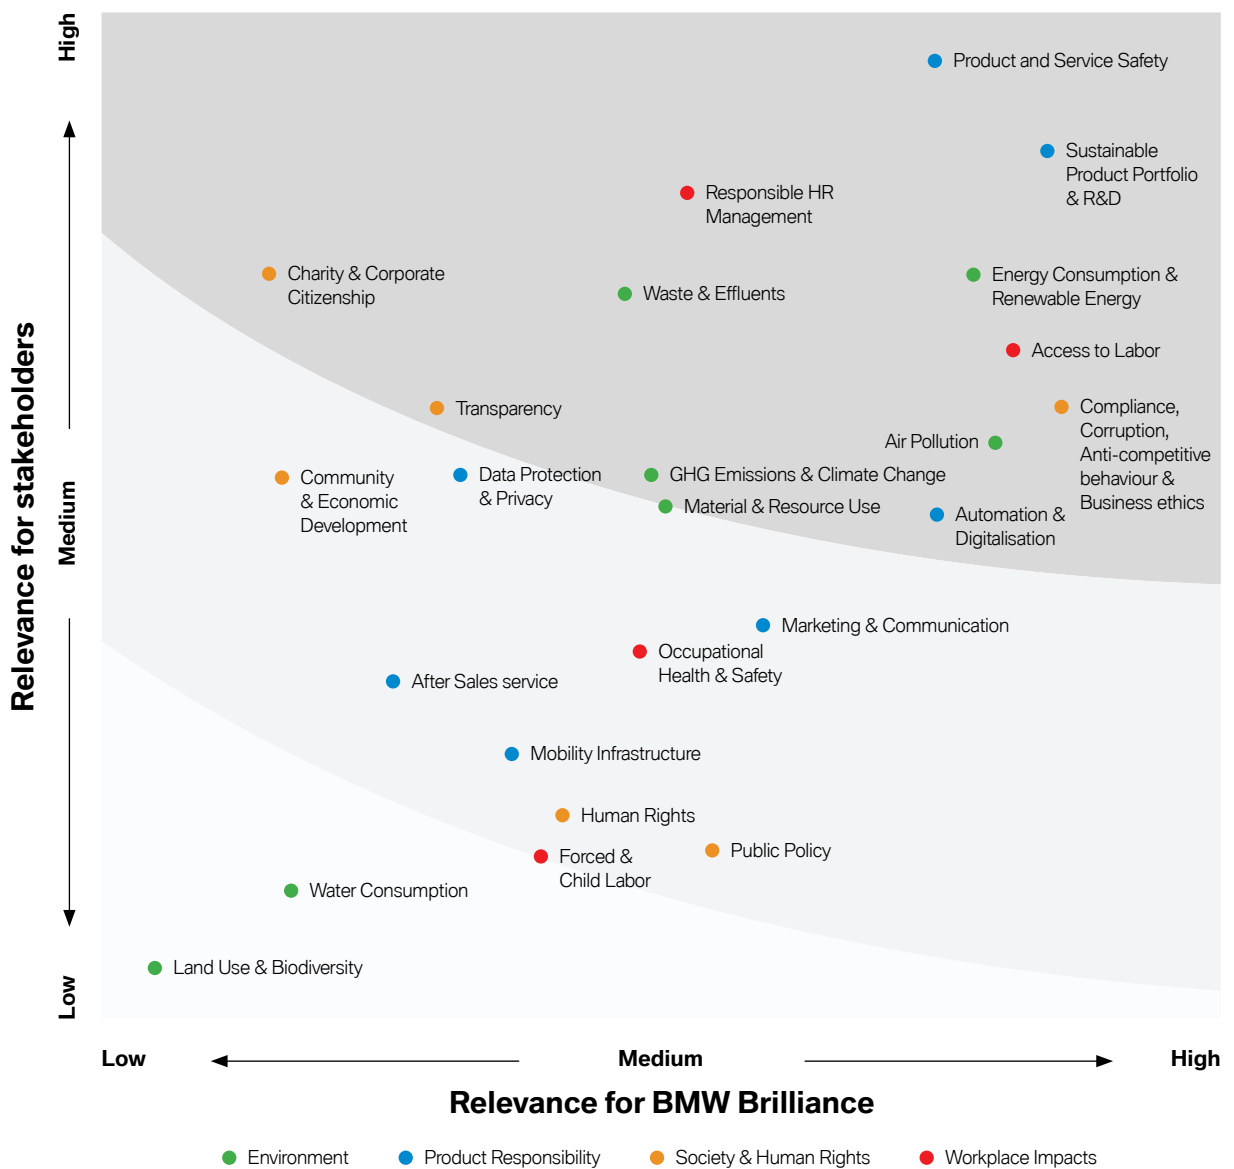 High
Product and Service Safety
Sustainable
Product Portfolio
& R&D
Responsible HR
Management
Charity & Corporate
Citizenship
Waste & Effluents
Energy Consumption &
Renewable Energy
Access to Labor
Transparency
Compliance,
Corruption,
Anti-competitive
behaviour &
Business ethics
Air Pollution
Community
& Economic
Development
Data Protection
& Privacy
GHG Emissions & Climate Change
Material & Resource Use
Automation &
Digitalisation
Relevance for stakeholders
Medium
Marketing & Communication
Occupational
Health & Safety
After Sales service
Mobility Infrastructure
Human Rights
Public Policy
Forced &
Child Labor
Water Consumption
Land Use & Biodiversity
Low
Low
Medium
High
Relevance for BMW Brilliance
Environment
Product Responsibility
Society & Human Rights
Workplace Impacts